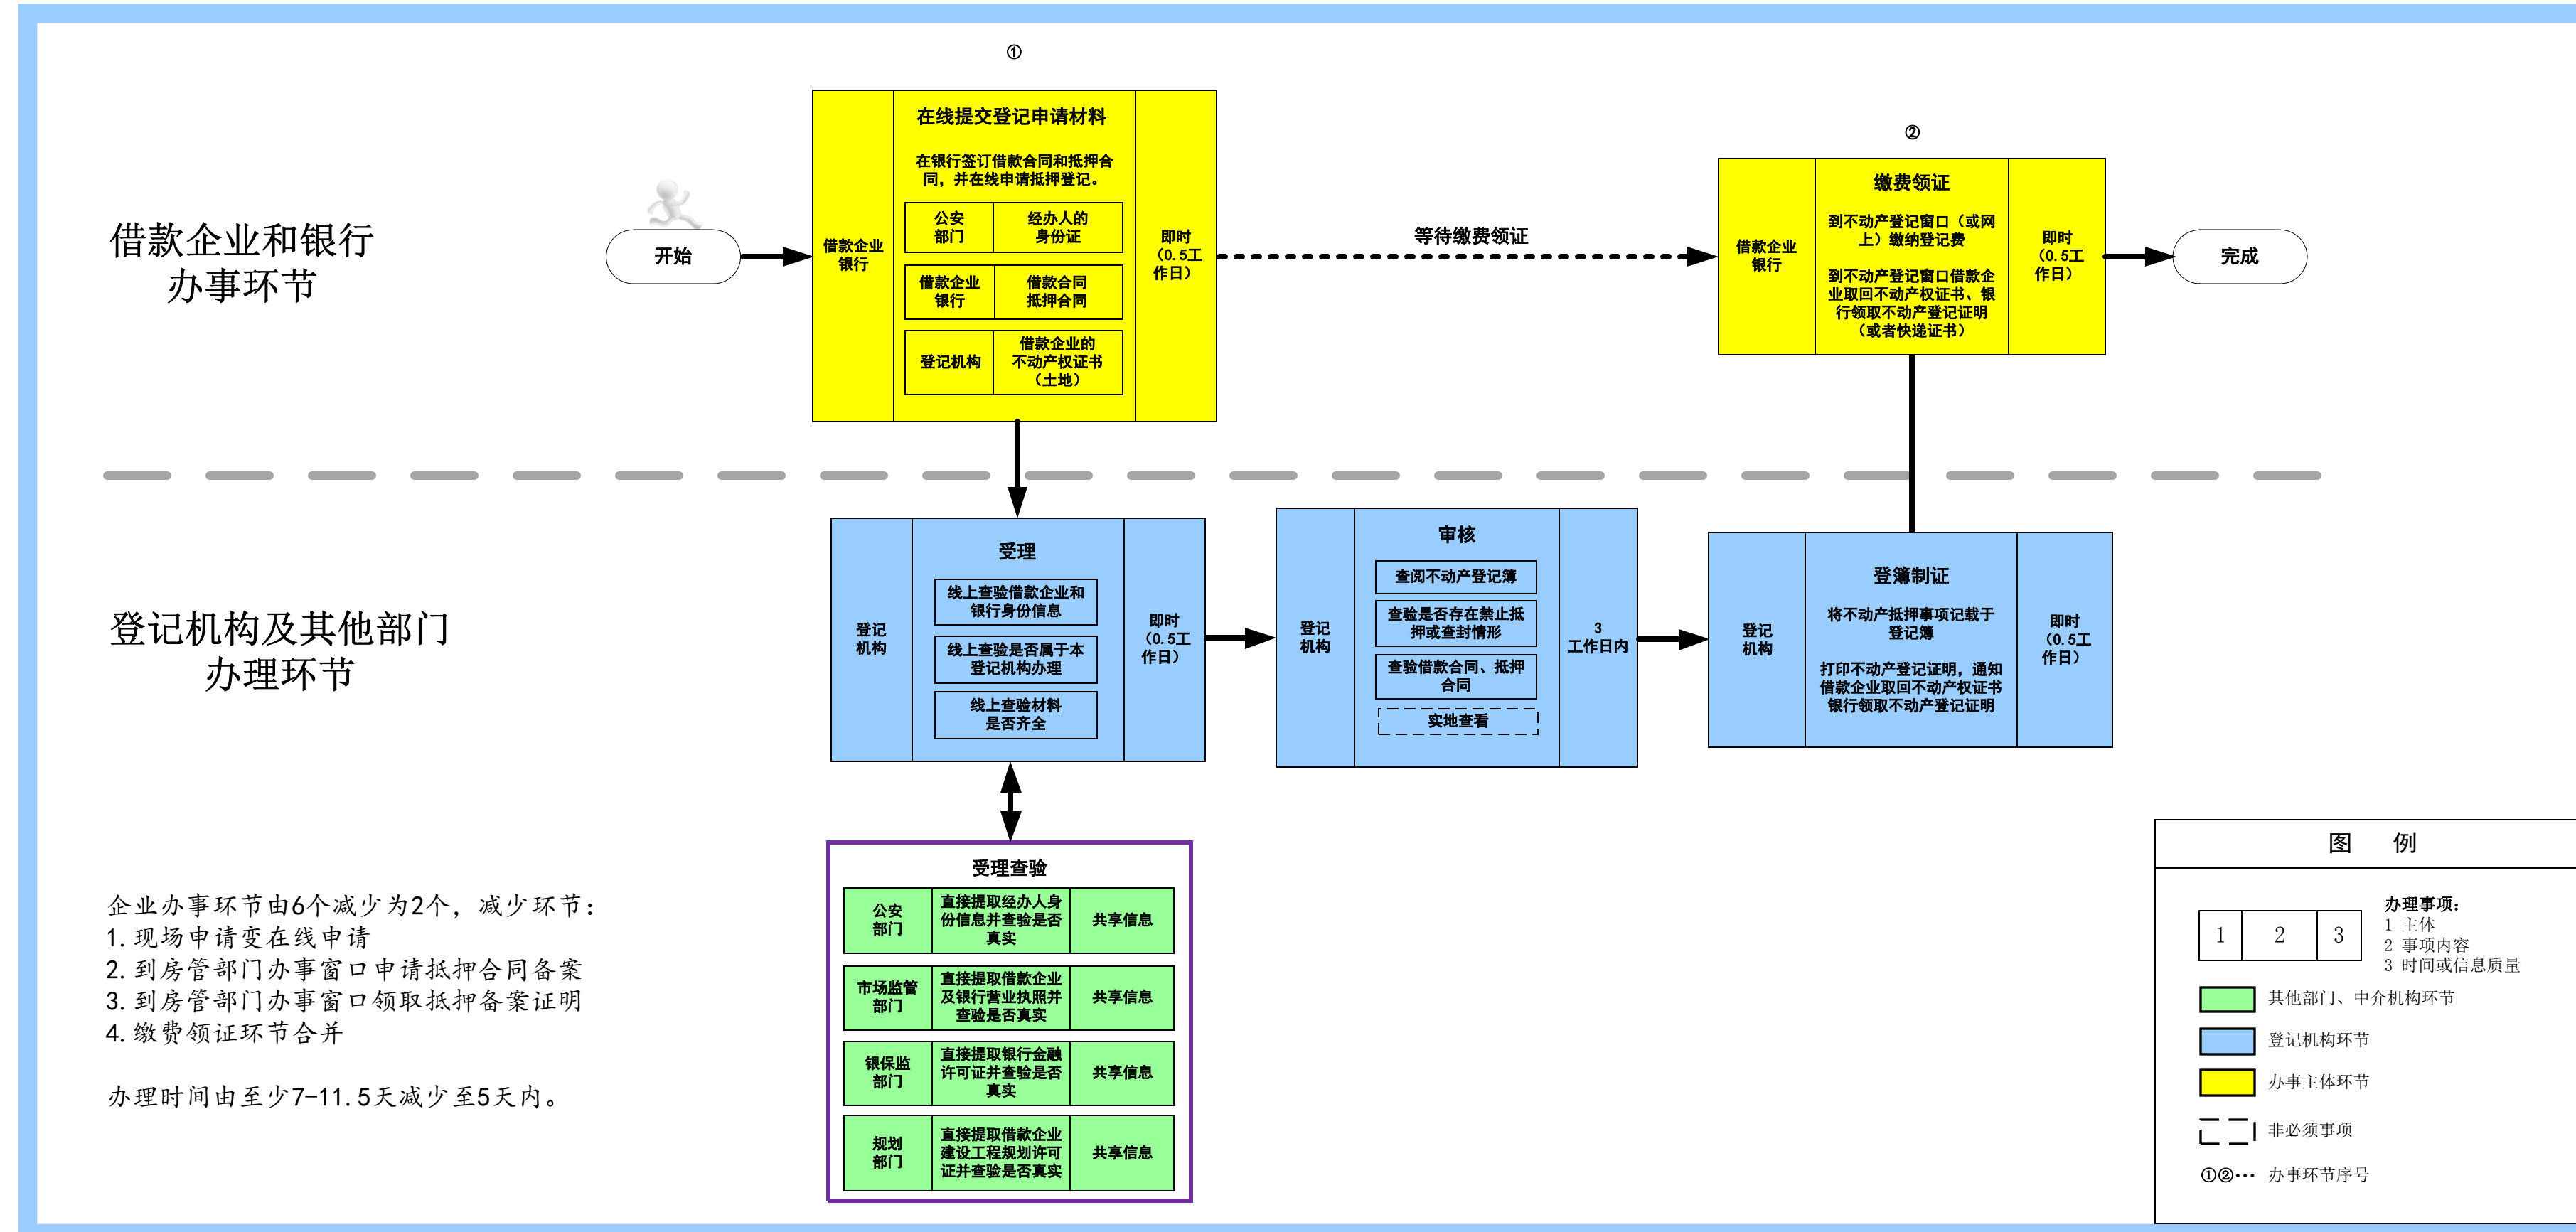 ①
在线提交登记申请材料
在银行签订借款合同和抵押合
同，并在线申请抵押登记。
公安
部门
经办人的
身份证
借款企业
银行
借款合同
抵押合同
登记机构
借款企业的
不动产权证书
（土地）
借款企业
银行
即时
（0.5工
作日）
借款企业和银行
办事环节
开始
等待缴费领证
②
借款企业
银行
缴费领证
到不动产登记窗口（或网
上）缴纳登记费
到不动产登记窗口借款企
业取回不动产权证书、银
行领取不动产登记证明
（或者快递证书）
即时
（0.5工
作日）
完成
登记机构及其他部门
办理环节
登记
机构
受理
线上查验借款企业和
银行身份信息
线上查验是否属于本
登记机构办理
线上查验材料
是否齐全
即时
（0.5工
作日）
登记
机构
审核
查阅不动产登记簿
查验是否存在禁止抵
押或查封情形
查验借款合同、抵押
合同
实地查看
3
工作日内
登记
机构
登簿制证
将不动产抵押事项记载于
登记簿
打印不动产登记证明，通知
借款企业取回不动产权证书
银行领取不动产登记证明
即时
（0.5工
作日）
受理查验
公安
部门
直接提取经办人身
份信息并查验是否
真实
共享信息
市场监管
部门
直接提取借款企业
及银行营业执照并
查验是否真实
共享信息
银保监
部门
直接提取银行金融
许可证并查验是否
真实
共享信息
规划
部门
直接提取借款企业
建设工程规划许可
证并查验是否真实
共享信息
企业办事环节由6个减少为2个，减少环节：
1.现场申请变在线申请
2.到房管部门办事窗口申请抵押合同备案
3.到房管部门办事窗口领取抵押备案证明
4.缴费领证环节合并
办理时间由至少7-11.5天减少至5天内。
图 例
1 2 3
办理事项：
1 主体
2 事项内容
3 时间或信息质量
其他部门、中介机构环节
登记机构环节
办事主体环节
非必须事项
①②… 办事环节序号